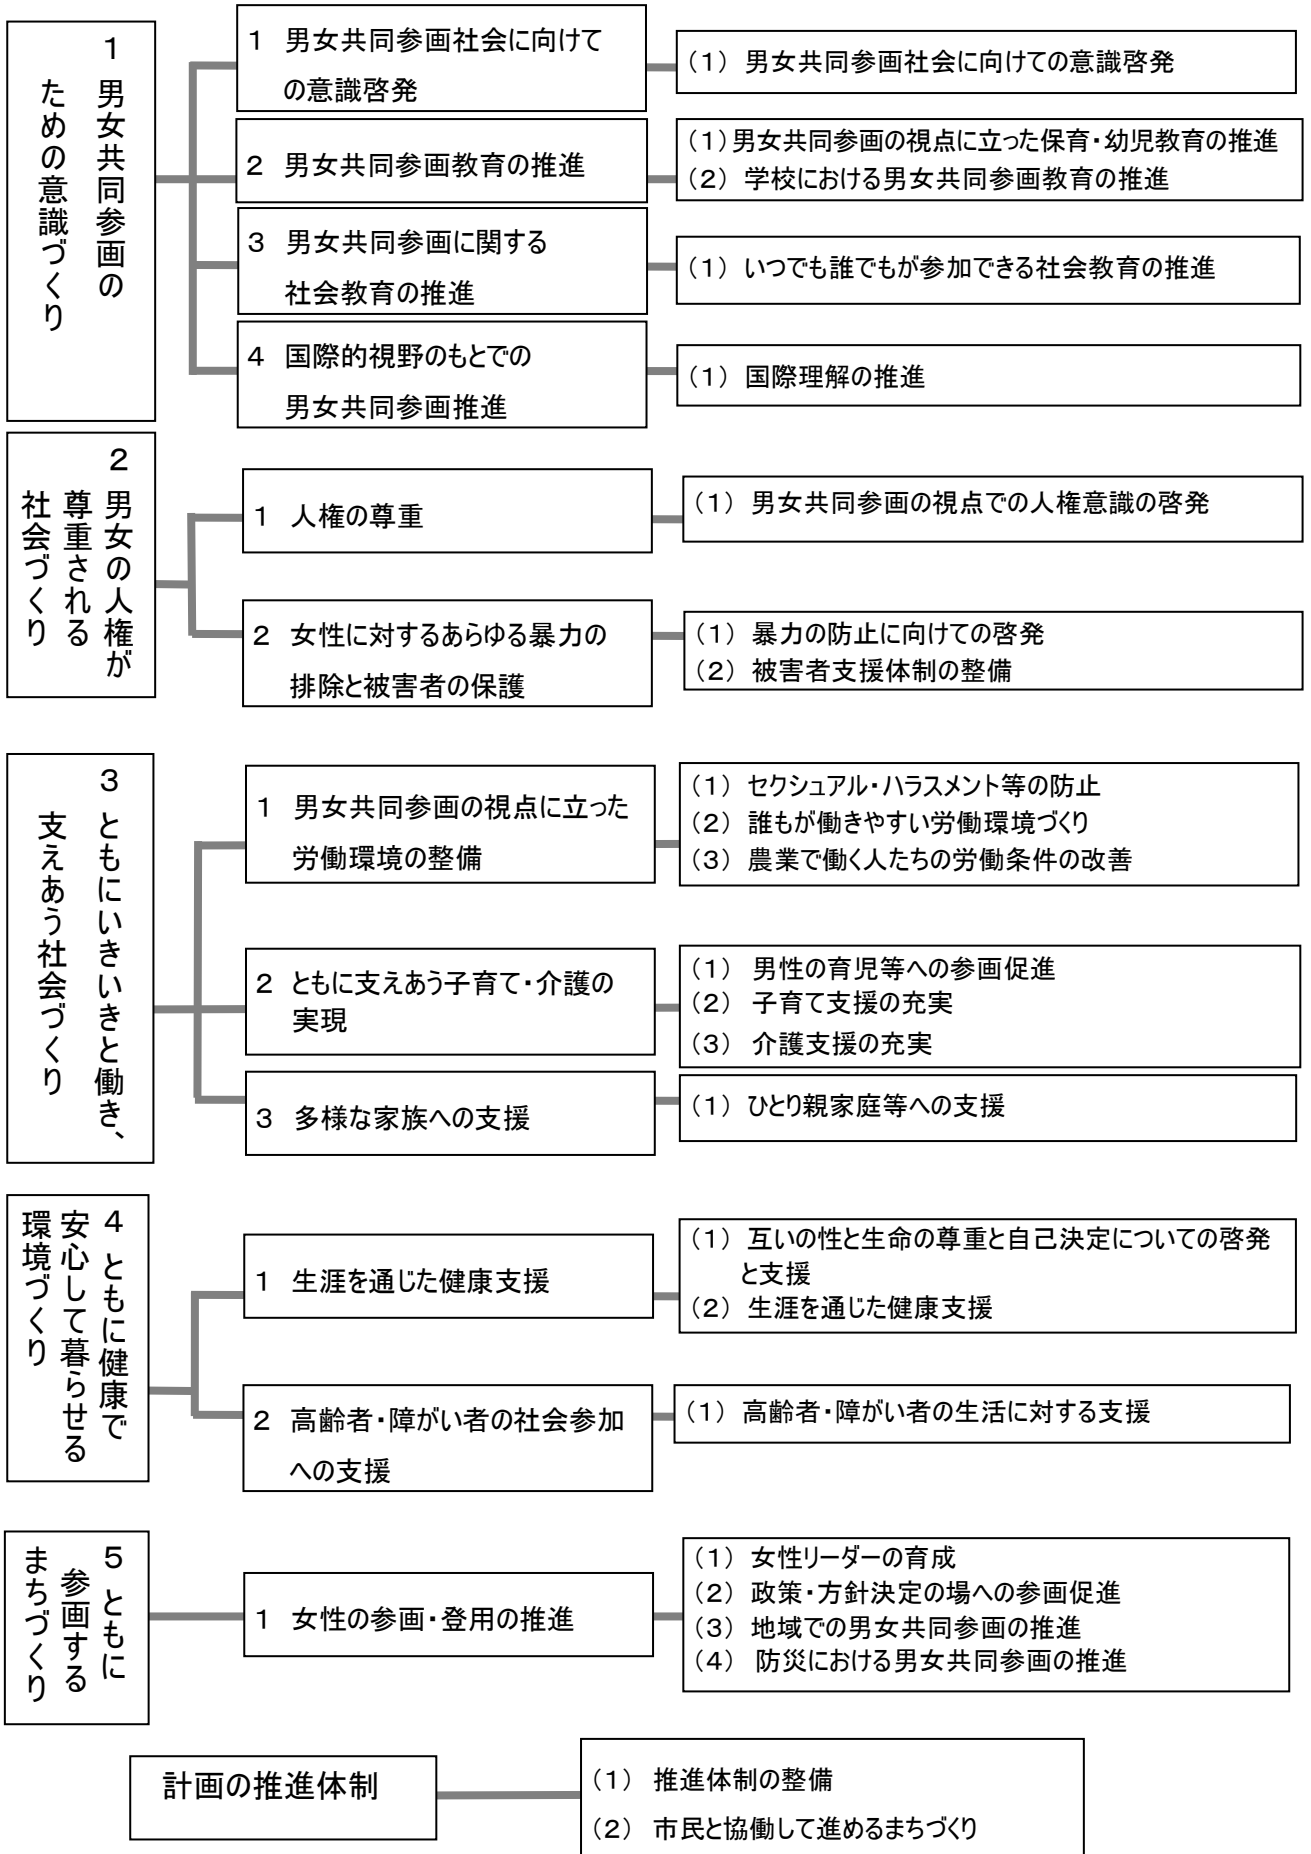 １ 男女共同参画の
ための意識づくり
１ 男女共同参画社会に向けて
の意識啓発
（１） 男女共同参画社会に向けての意識啓発
２ 男女共同参画教育の推進
（１）男女共同参画の視点に立った保育・幼児教育の推進
（２） 学校における男女共同参画教育の推進
３ 男女共同参画に関する
社会教育の推進
（１） いつでも誰でもが参加できる社会教育の推進
４ 国際的視野のもとでの
男女共同参画推進
（１） 国際理解の推進
２ 男女の人権が
尊重される
社会づくり
１ 人権の尊重
（１） 男女共同参画の視点での人権意識の啓発
２ 女性に対するあらゆる暴力の
排除と被害者の保護
（１） 暴力の防止に向けての啓発
（２） 被害者支援体制の整備
３ ともにいきいきと働き、
支えあう社会づくり
１ 男女共同参画の視点に立った
労働環境の整備
（１） セクシュアル・ハラスメント等の防止
（２） 誰もが働きやすい労働環境づくり
（３） 農業で働く人たちの労働条件の改善
２ ともに支えあう子育て・介護の
実現
（１） 男性の育児等への参画促進
（２） 子育て支援の充実
（３） 介護支援の充実
３ 多様な家族への支援
（１） ひとり親家庭等への支援
４ ともに健康で
安心して暮らせる
環境づくり
１ 生涯を通じた健康支援
（１） 互いの性と生命の尊重と自己決定についての啓発
と支援
（２） 生涯を通じた健康支援
２ 高齢者・障がい者の社会参加
への支援
（１） 高齢者・障がい者の生活に対する支援
５ ともに
参画する
まちづくり
１ 女性の参画・登用の推進
（１） 女性リーダーの育成
（２） 政策・方針決定の場への参画促進
（３） 地域での男女共同参画の推進
（４） 防災における男女共同参画の推進
計画の推進体制
（１） 推進体制の整備
（２） 市民と協働して進めるまちづくり